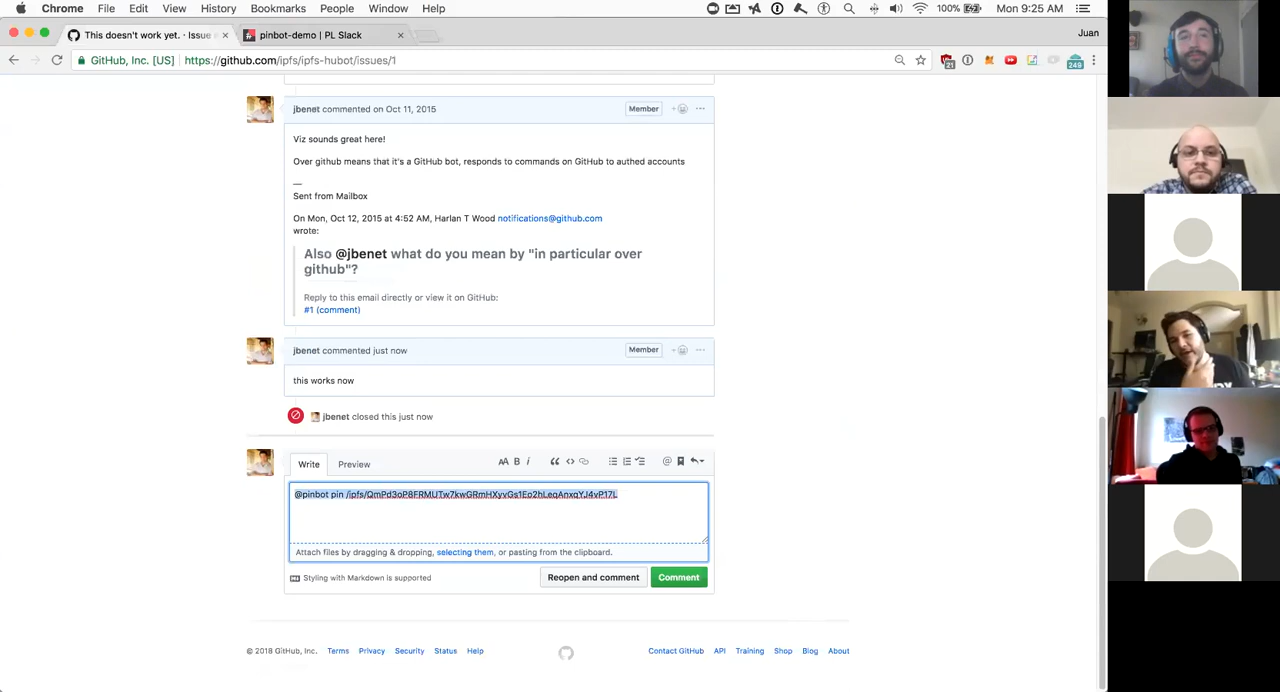 Chrome File Edit View History Bookmarks People Window Help
100% Mon 9:25 AM
This doesn't work yet. · Issue × pinbot-demo | PL Slack × Juan
GitHub, Inc. [US] https://github.com/ipfs/ipfs-hubot/issues/1
21
249
jbenet commented on Oct 11, 2015 Member
Viz sounds great here!
Over github means that it's a GitHub bot, responds to commands on GitHub to authed accounts
—
Sent from Mailbox
On Mon, Oct 12, 2015 at 4:52 AM, Harlan T Wood notifications@github.com
wrote:
Also @jbenet what do you mean by "in particular over
github"?
Reply to this email directly or view it on GitHub:
#1 (comment)
jbenet commented just now Member
this works now
jbenet closed this just now
Write Preview AA B i
@pinbot pin /ipfs/QmPd3oP8FRMUTw7kwGRmHXyvGs1Eo2hLeqAnxqYJ4vP17L
Attach files by dragging & dropping, selecting them, or pasting from the clipboard.
Styling with Markdown is supported Reopen and comment Comment
© 2018 GitHub, Inc. Terms Privacy Security Status Help Contact GitHub API Training Shop Blog About